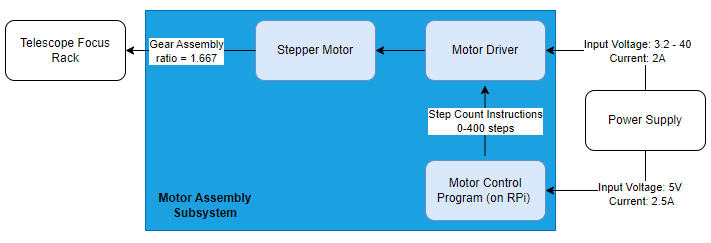 Telescope Focus
Rack
Gear Assembly
ratio = 1.667
Stepper Motor
Motor Driver
Input Voltage: 3.2 - 40
Current: 2A
Step Count Instructions
0-400 steps
Power Supply
Motor Control
Program (on RPi)
Input Voltage: 5V
Current: 2.5A
Motor Assembly
Subsystem